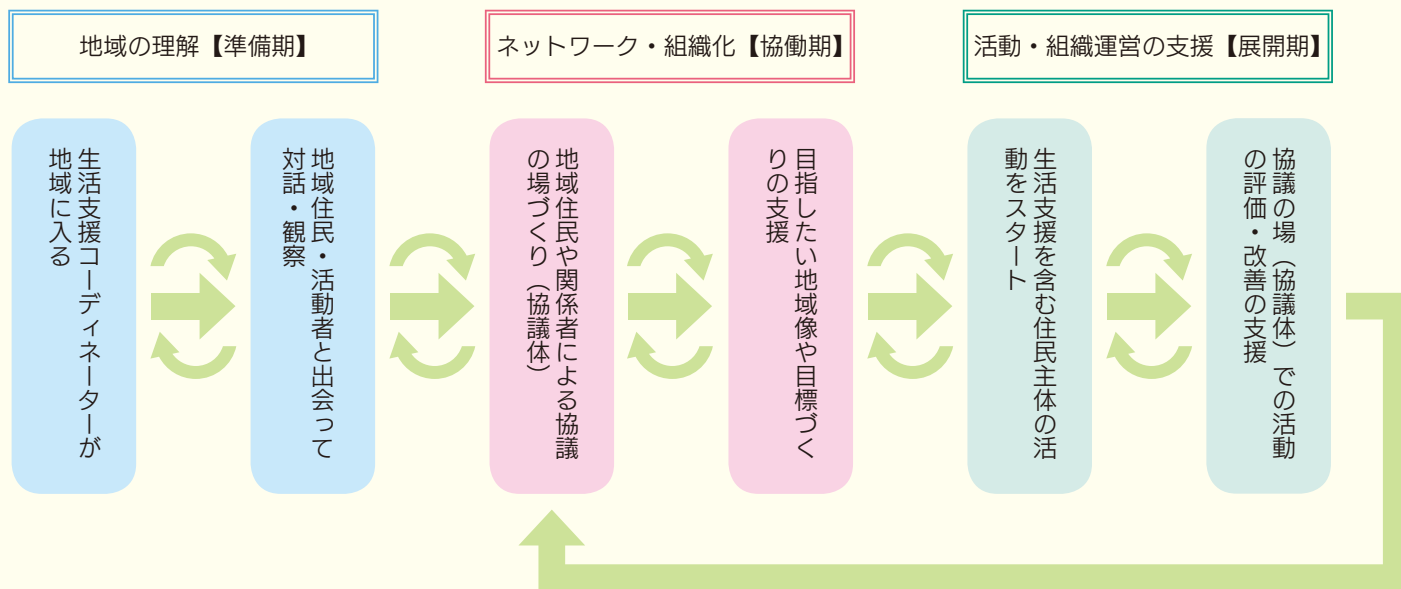 地域の理解【準備期】
ネットワーク・組織化【協働期】
活動・組織運営の支援【展開期】
生活支援コーディネーターが
地域に入る
地域住民・活動者と出会って
対話・観察
地域住民や関係者による協議
の場づくり（協議体）
目指したい地域像や目標づく
りの支援
生活支援を含む住民主体の活
動をスタート
協議の場（協議体）での活動
の評価・改善の支援